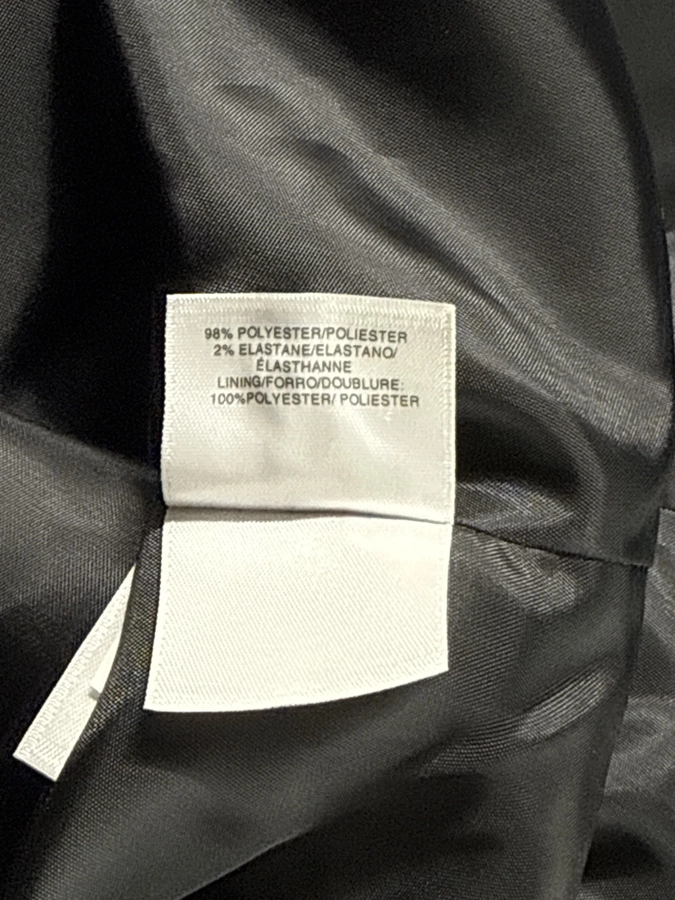 98% POLYESTER/POLIESTER
2% ELASTANE/ELASTANO/
ÉLASTHANNE
LINING/FORRO/DOUBLURE:
100%POLYESTER/ POLIESTER